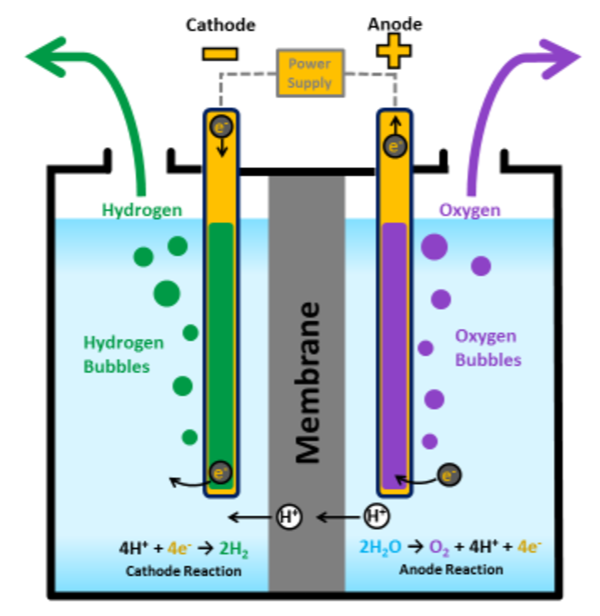 Cathode
Anode
Power
Supply
e⁻
e⁻
Hydrogen
Oxygen
Hydrogen
Bubbles
Oxygen
Bubbles
Membrane
e⁻
e⁻
H⁺
H⁺
4H⁺ + 4e⁻ → 2H₂
Cathode Reaction
2H₂O → O₂ + 4H⁺ + 4e⁻
Anode Reaction